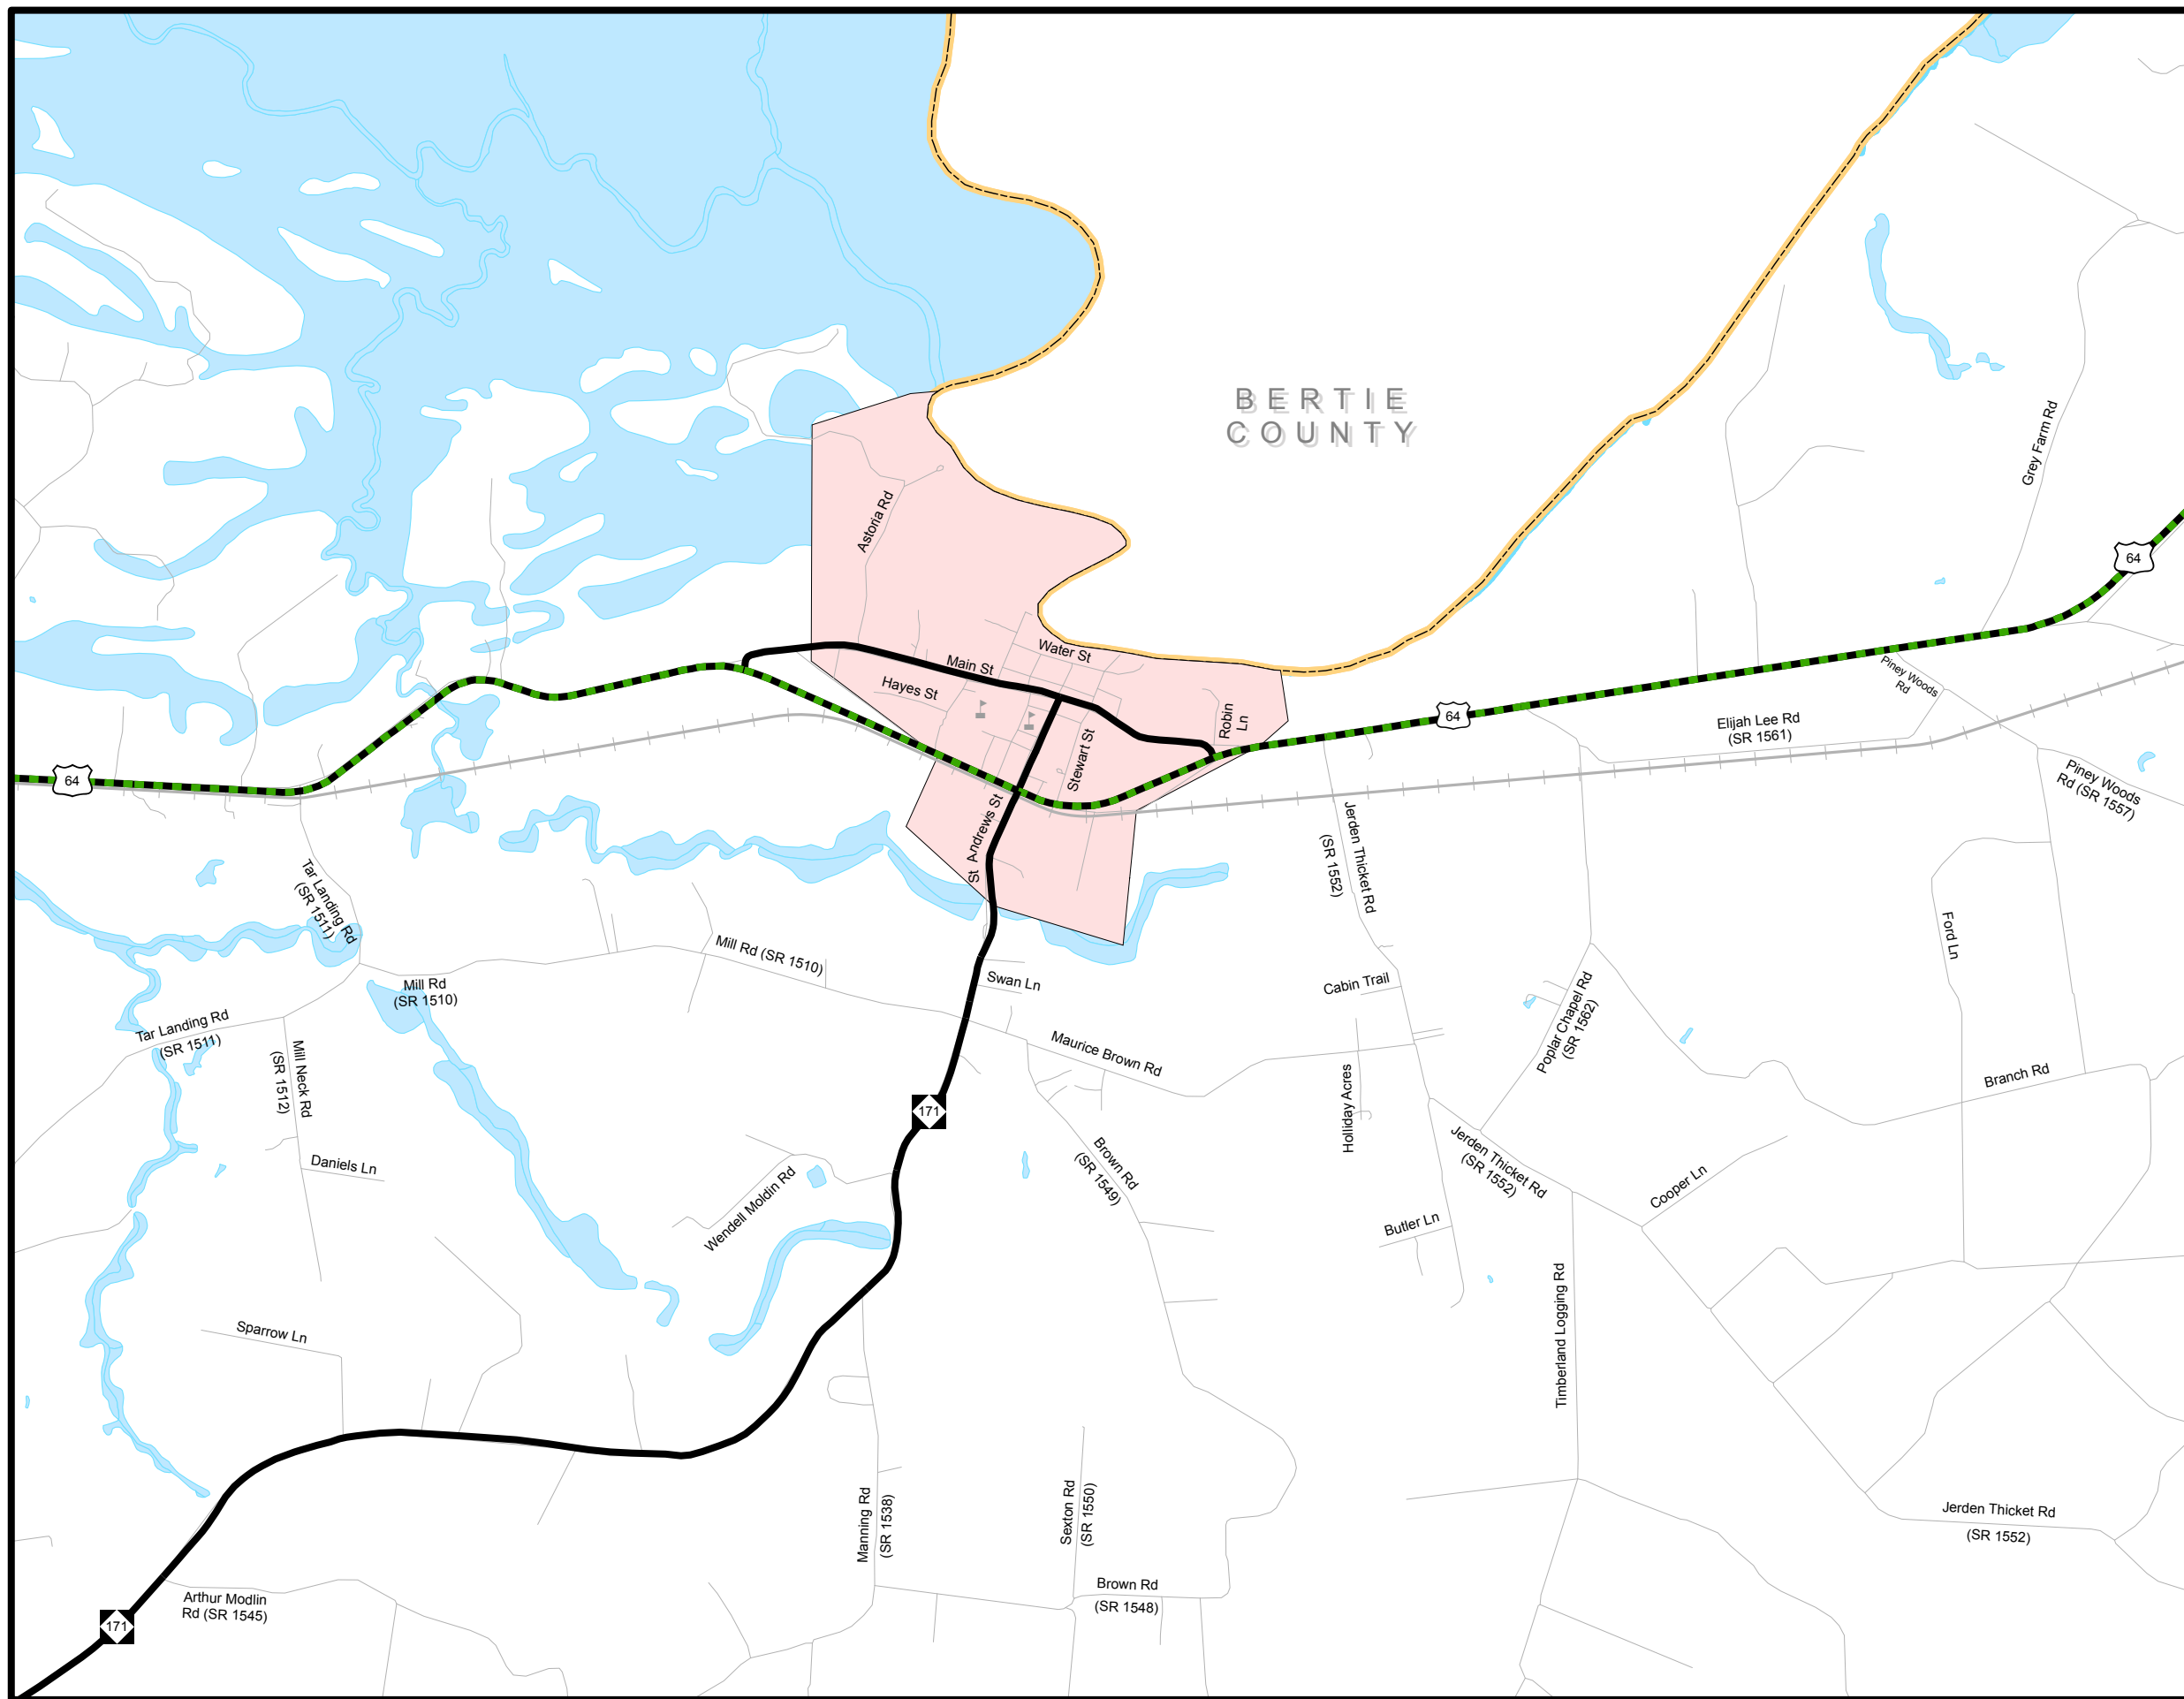 BERTIE
COUNTY
Grey Farm Rd
Astoria Rd
64
Water St
Main St
Hayes St
Robin
Ln
Piney Woods
Rd
64
Elijah Lee Rd
(SR 1561)
Stewart St
64
Piney Woods
Rd (SR 1557)
St Andrews St
Jerden Thicket Rd
(SR 1552)
Tar Landing Rd
(SR 1511)
Ford Ln
Mill Rd (SR 1510)
Swan Ln
Cabin Trail
Mill Rd
(SR 1510)
Poplar Chapel Rd
(SR 1562)
Tar Landing Rd
(SR 1511)
Maurice Brown Rd
Mill Neck Rd
(SR 1512)
Branch Rd
Holliday Acres
171
Daniels Ln
Brown Rd
(SR 1549)
Jerden Thicket Rd
(SR 1552)
Cooper Ln
Wendell Moldin Rd
Butler Ln
Sparrow Ln
Timberland Logging Rd
Manning Rd
(SR 1538)
Sexton Rd
(SR 1550)
Jerden Thicket Rd
(SR 1552)
Arthur Modlin
Rd (SR 1545)
Brown Rd
(SR 1548)
171